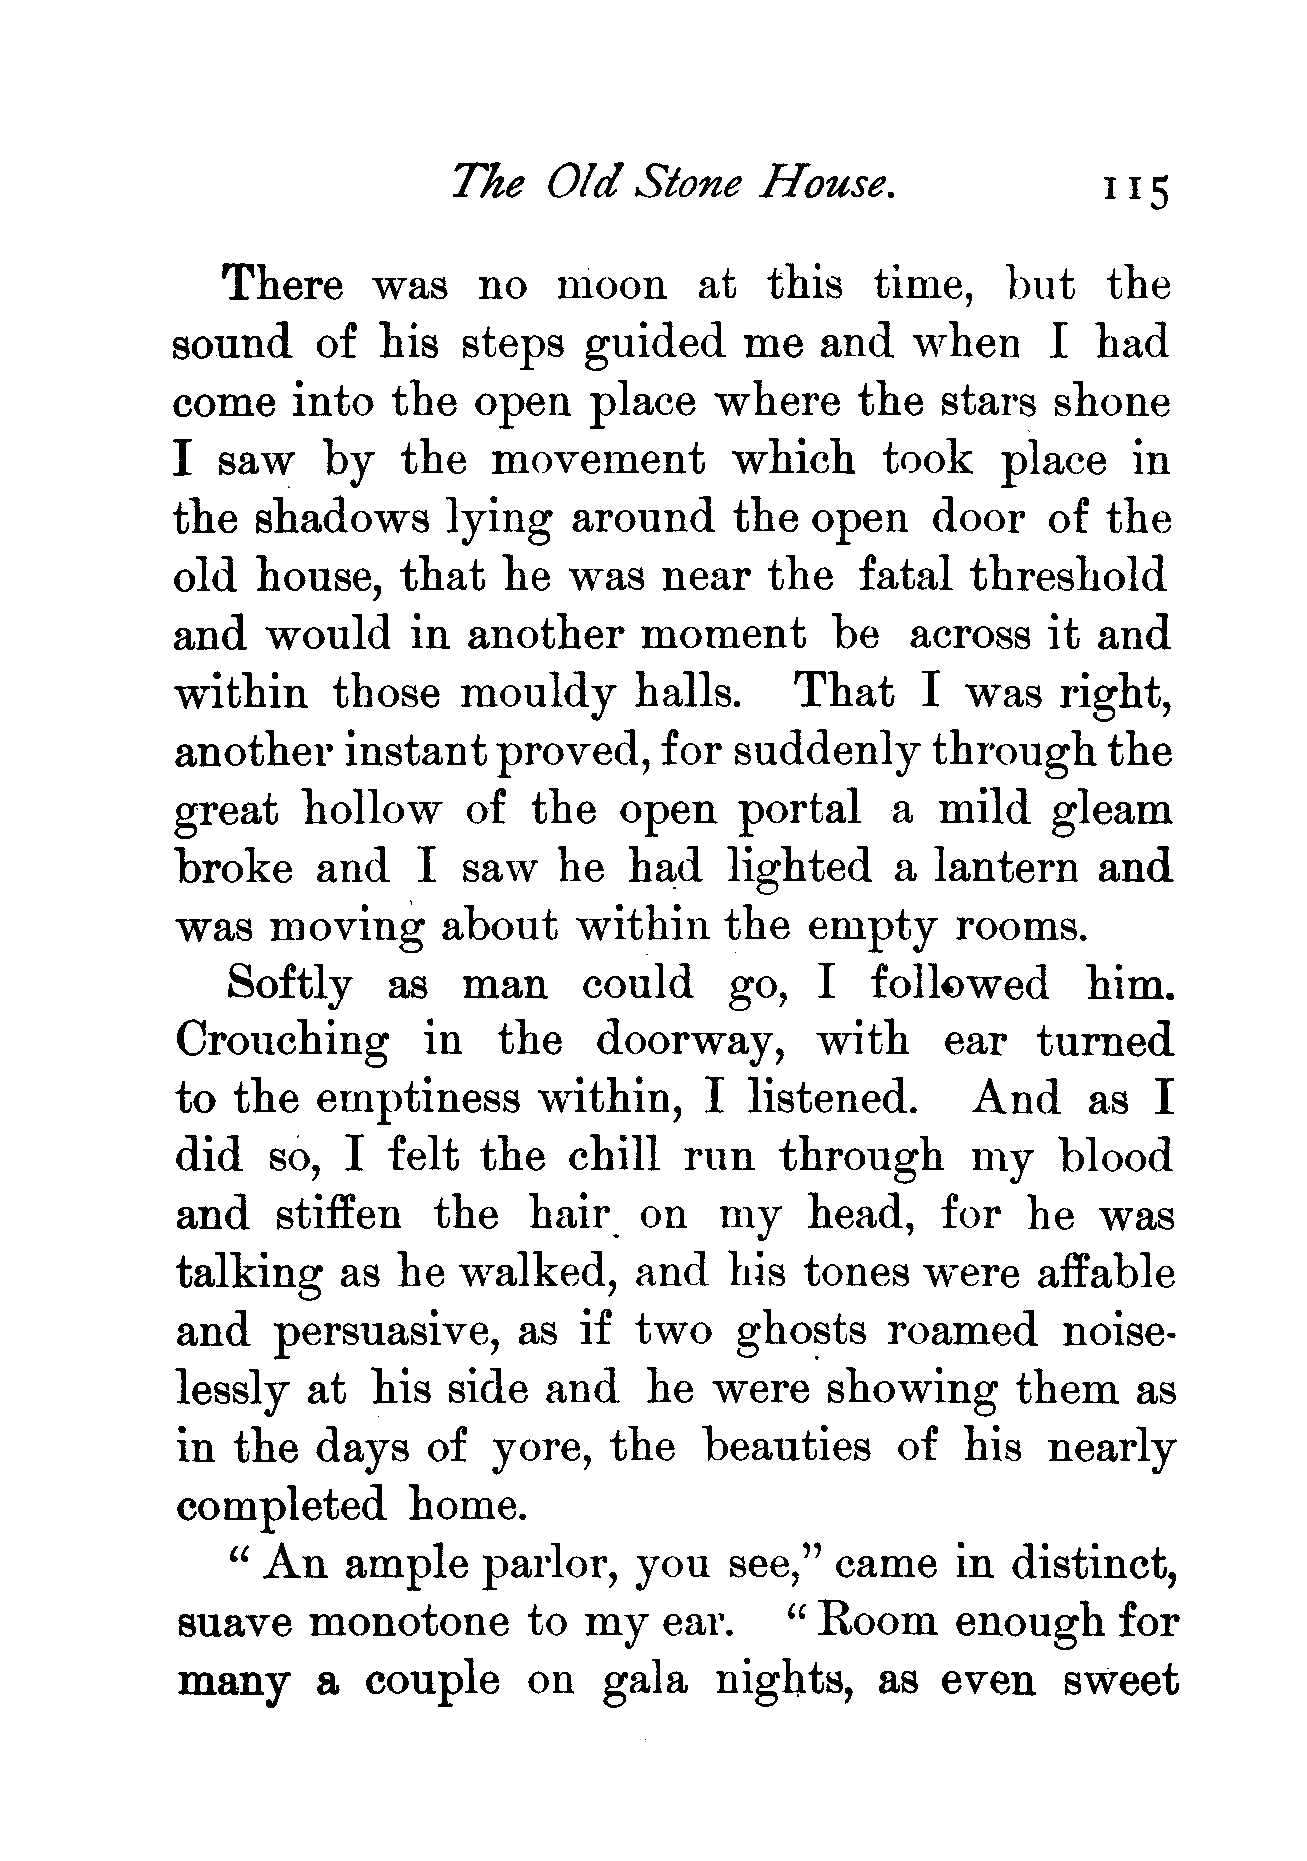 The Old Stone House. 115
There was no moon at this time, but the
sound of his steps guided me and when I had
come into the open place where the stars shone
I saw by the movement which took place in
the shadows lying around the open door of the
old house, that he was near the fatal threshold
and would in another moment be across it and
within those mouldy halls. That I was right,
another instant proved, for suddenly through the
great hollow of the open portal a mild gleam
broke and I saw he had lighted a lantern and
was moving about within the empty rooms.
Softly as man could go, I followed him.
Crouching in the doorway, with ear turned
to the emptiness within, I listened. And as I
did so, I felt the chill run through my blood
and stiffen the hair on my head, for he was
talking as he walked, and his tones were affable
and persuasive, as if two ghosts roamed noise-
lessly at his side and he were showing them as
in the days of yore, the beauties of his nearly
completed home.
“ An ample parlor, you see,” came in distinct,
suave monotone to my ear. “ Room enough for
many a couple on gala nights, as even sweet